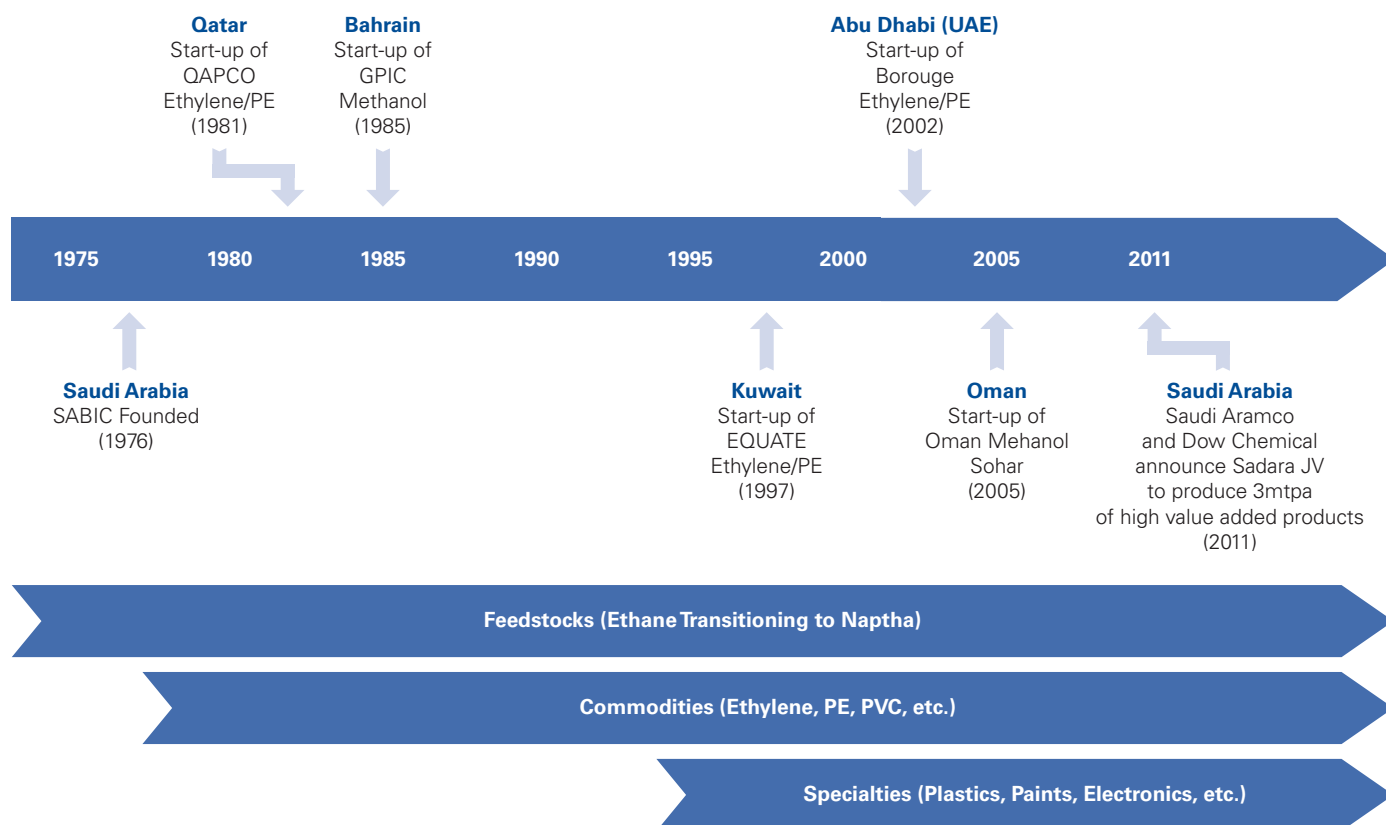 Qatar
Start-up of
QAPCO
Ethylene/PE
(1981)
Bahrain
Start-up of
GPIC
Methanol
(1985)
Abu Dhabi (UAE)
Start-up of
Borouge
Ethylene/PE
(2002)
1975 1980 1985 1990 1995 2000 2005 2011
Saudi Arabia
SABIC Founded
(1976)
Kuwait
Start-up of
EQUATE
Ethylene/PE
(1997)
Oman
Start-up of
Oman Mehanol
Sohar
(2005)
Saudi Arabia
Saudi Aramco
and Dow Chemical
announce Sadara JV
to produce 3mtpa
of high value added products
(2011)
Feedstocks (Ethane Transitioning to Naptha)
Commodities (Ethylene, PE, PVC, etc.)
Specialties (Plastics, Paints, Electronics, etc.)